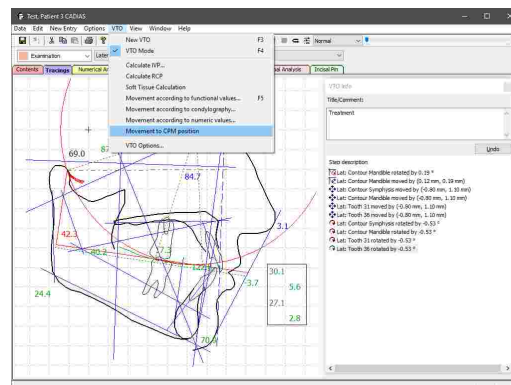 Test, Patient 3 CADIAS
Data Edit New Entry Options VTO View Window Help
Normal
Examination
New VTO F3
VTO Mode F4
Calculate IVP...
Calculate RCP
Soft Tissue Calculation
Movement according to functional values... F5
Movement according to condylography...
Movement according to numeric values...
Movement to CPM position
VTO Options...
Contents Tracings Numerical An Analysis Incisal Pin
VTO info
Title/Comment:
Treatment
Undo
Step description
Lat: Contour Mandible rotated by 0.19 °
Lat: Contour Mandible moved by (0.12 mm, 0.19 mm)
Lat: Contour Symphysis moved by (-0.80 mm, 1.10 mm)
Lat: Contour Mandible moved by (-0.80 mm, 1.10 mm)
Lat: Tooth 31 moved by (-0.80 mm, 1.10 mm)
Lat: Tooth 36 moved by (-0.80 mm, 1.10 mm)
Lat: Contour Symphysis rotated by -0.53 °
Lat: Contour Mandible rotated by -0.53 °
Lat: Tooth 31 rotated by -0.53 °
Lat: Tooth 36 rotated by -0.53 °
69.0
84.7
3.1
42.3
40.2
7.3
-3.7
30.1
5.6
27.1
2.8
24.4